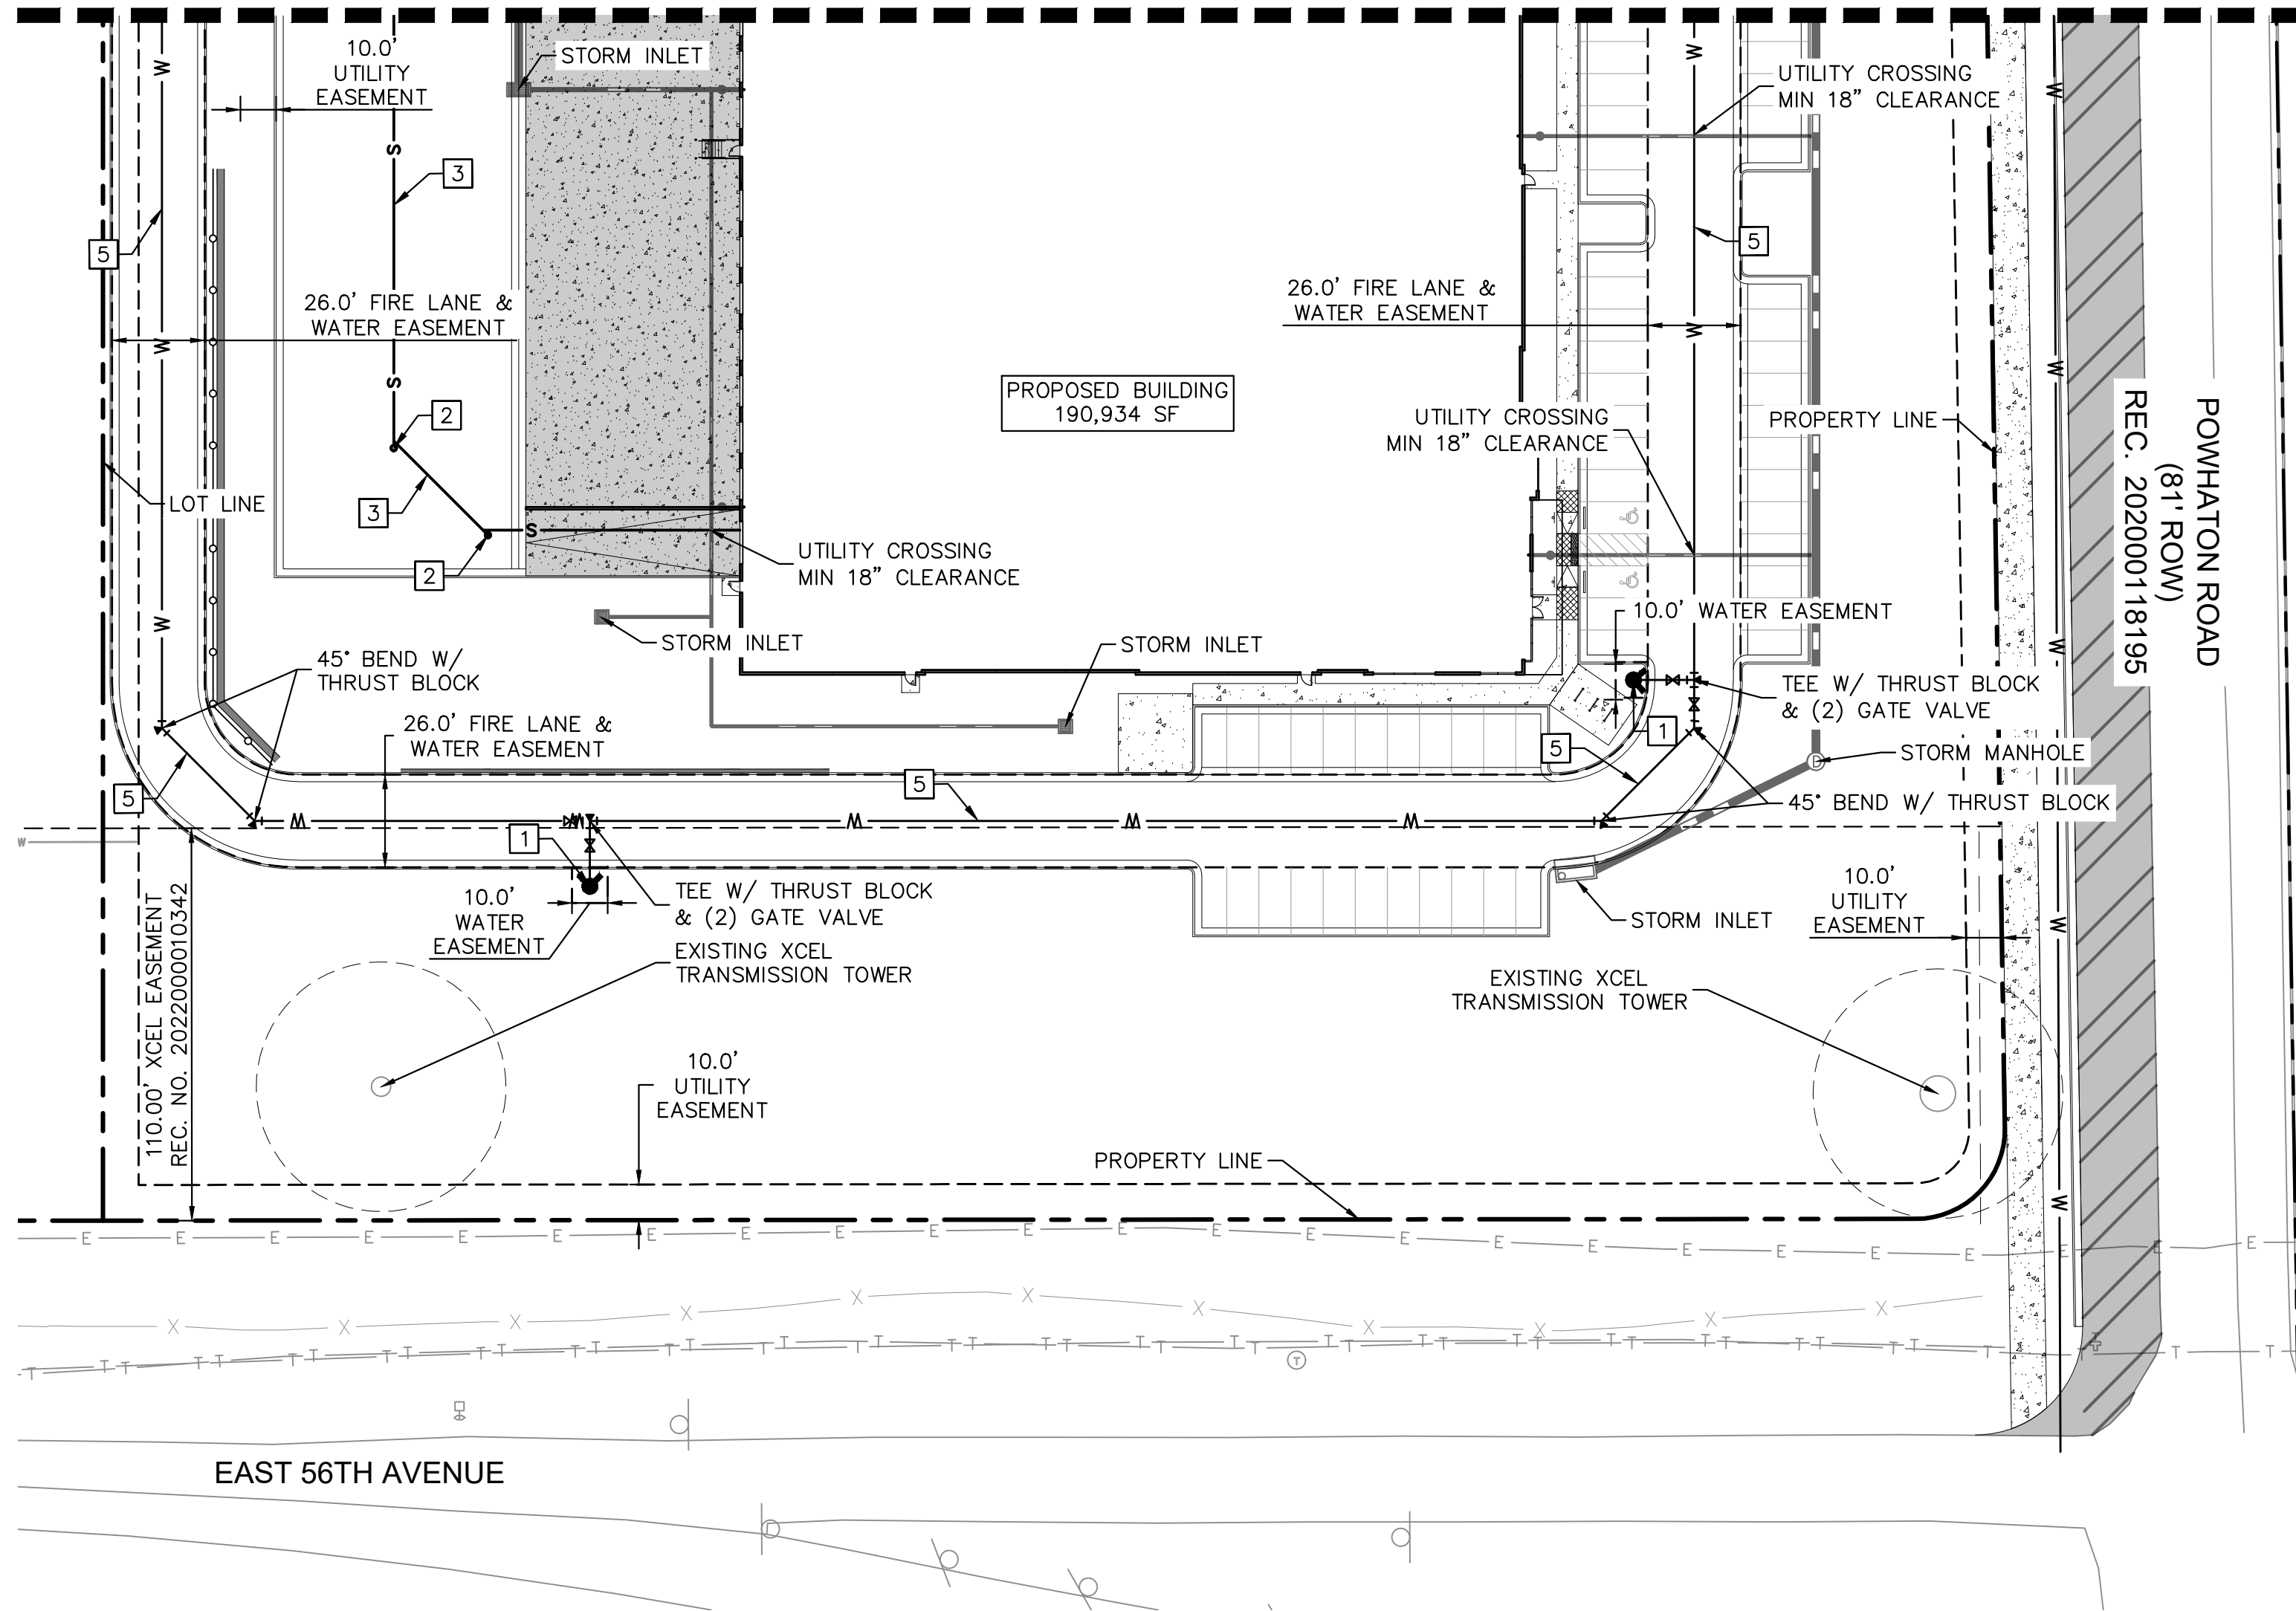 10.0'
UTILITY
EASEMENT
STORM INLET
UTILITY CROSSING
MIN 18" CLEARANCE
W
W
W
S
3
5
5
26.0' FIRE LANE &
WATER EASEMENT
26.0' FIRE LANE &
WATER EASEMENT
W
W
W
S
2
PROPOSED BUILDING
190,934 SF
UTILITY CROSSING
MIN 18" CLEARANCE
PROPERTY LINE
POWHATON ROAD
(81' ROW)
REC. 2020000118195
LOT LINE
3
S
2
UTILITY CROSSING
MIN 18" CLEARANCE
10.0' WATER EASEMENT
W
W
STORM INLET
STORM INLET
45° BEND W/
THRUST BLOCK
TEE W/ THRUST BLOCK
& (2) GATE VALVE
26.0' FIRE LANE &
WATER EASEMENT
1
5
STORM MANHOLE
D
5
5
45° BEND W/ THRUST BLOCK
W
W
W
W
W
1
W
10.0'
WATER
EASEMENT
TEE W/ THRUST BLOCK
& (2) GATE VALVE
STORM INLET
10.0'
UTILITY
EASEMENT
W
110.00' XCEL EASEMENT
REC. NO. 2022000010342
EXISTING XCEL
TRANSMISSION TOWER
EXISTING XCEL
TRANSMISSION TOWER
10.0'
UTILITY
EASEMENT
PROPERTY LINE
W
E E E E E E E E E E E E E E E E E E E E E E E E
X X X X X X X X X X X
T T T T T T T T T T T T T T T T T T T T T T T T T T T T T T T T T T T T T T T T T T T T
T
EAST 56TH AVENUE